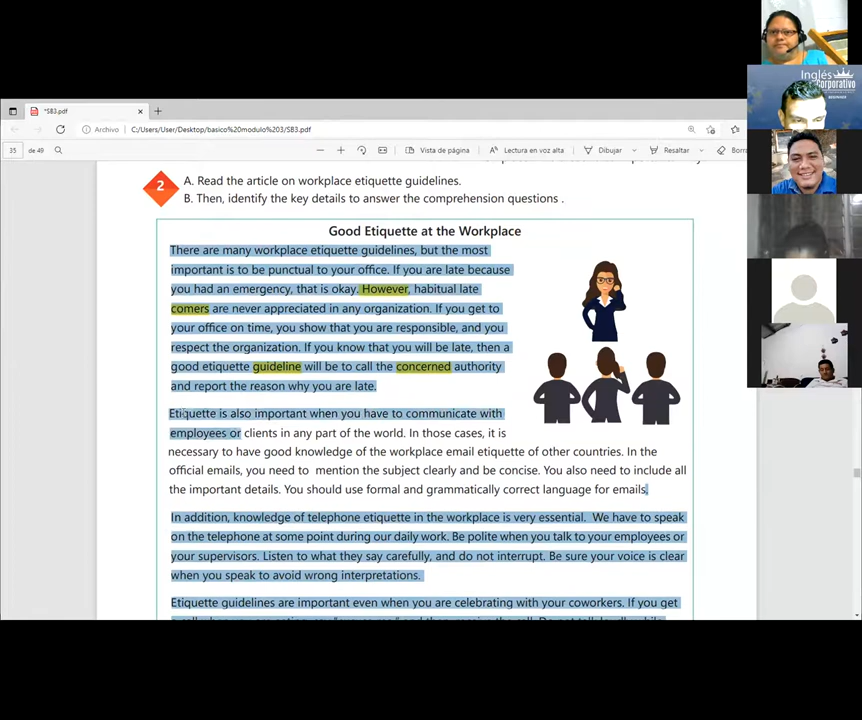 Inglés
Corporativo
*SB3.pdf
Archivo
C:/Users/User/Desktop/basico%20modulo%203/SB3.pdf
35
de 49
Vista de página
Lectura en voz alta
Dibujar
Resaltar
Borr
2
A. Read the article on workplace etiquette guidelines.
B. Then, identify the key details to answer the comprehension questions .
Good Etiquette at the Workplace
There are many workplace etiquette guidelines, but the most
important is to be punctual to your office. If you are late because
you had an emergency, that is okay. However, habitual late
comers are never appreciated in any organization. If you get to
your office on time, you show that you are responsible, and you
respect the organization. If you know that you will be late, then a
good etiquette guideline will be to call the concerned authority
and report the reason why you are late.
Etiquette is also important when you have to communicate with
employees or clients in any part of the world. In those cases, it is
necessary to have good knowledge of the workplace email etiquette of other countries. In the
official emails, you need to mention the subject clearly and be concise. You also need to include all
the important details. You should use formal and grammatically correct language for emails.
In addition, knowledge of telephone etiquette in the workplace is very essential. We have to speak
on the telephone at some point during our daily work. Be polite when you talk to your employees or
your supervisors. Listen to what they say carefully, and do not interrupt. Be sure your voice is clear
when you speak to avoid wrong interpretations.
Etiquette guidelines are important even when you are celebrating with your coworkers. If you get